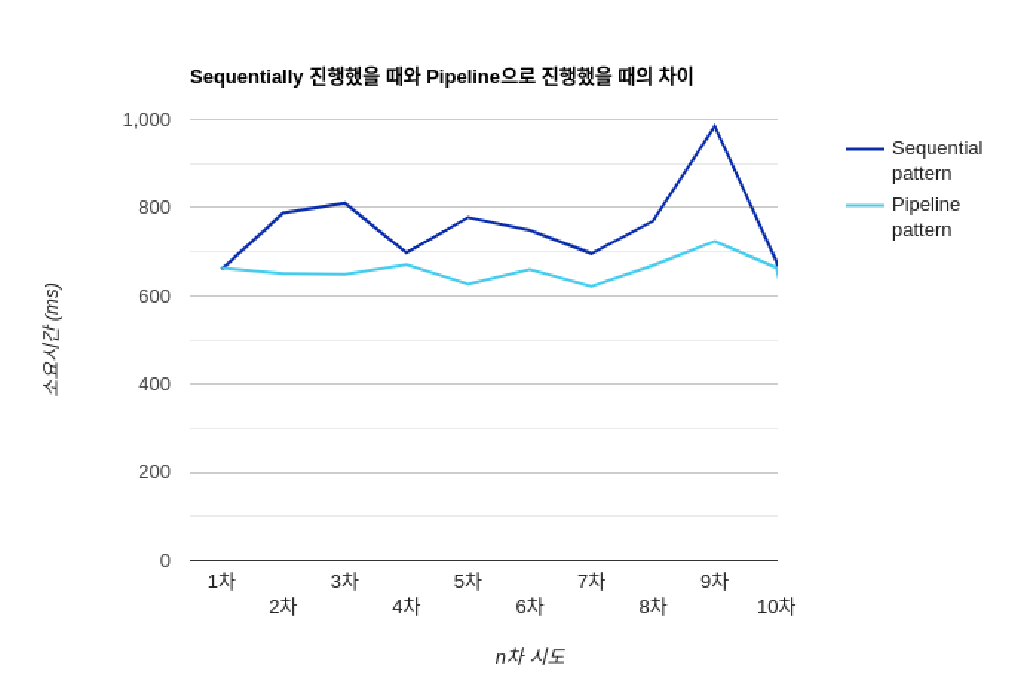 Sequentially 진행했을 때와 Pipeline으로 진행했을 때의 차이
1,000
800
600
400
200
0
소요시간 (ms)
1차
2차
3차
4차
5차
6차
7차
8차
9차
10차
n차 시도
Sequential
pattern
Pipeline
pattern